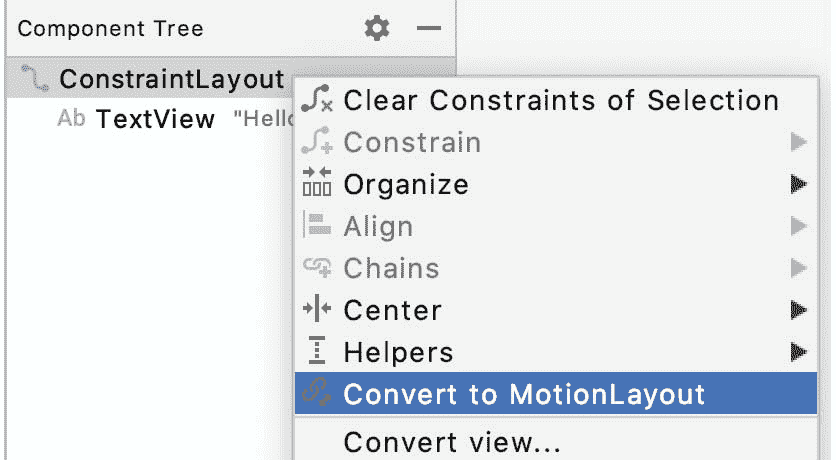 Component Tree
ConstraintLayout
Ab TextView "Hello
Clear Constraints of Selection
Constrain
Organize
Align
Chains
Center
Helpers
Convert to MotionLayout
Convert view...